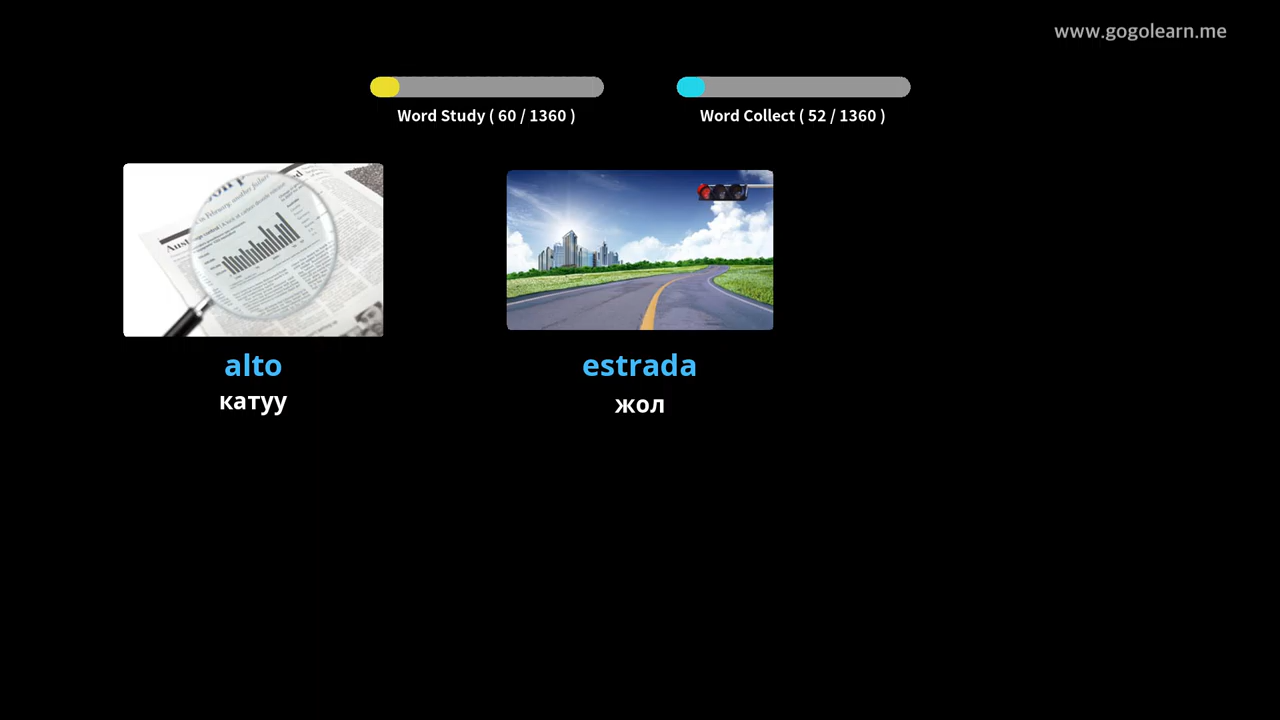 www.gogolearn.me
Word Study ( 60 / 1360 )
Word Collect ( 52 / 1360 )
alto
катуу
estrada
жол